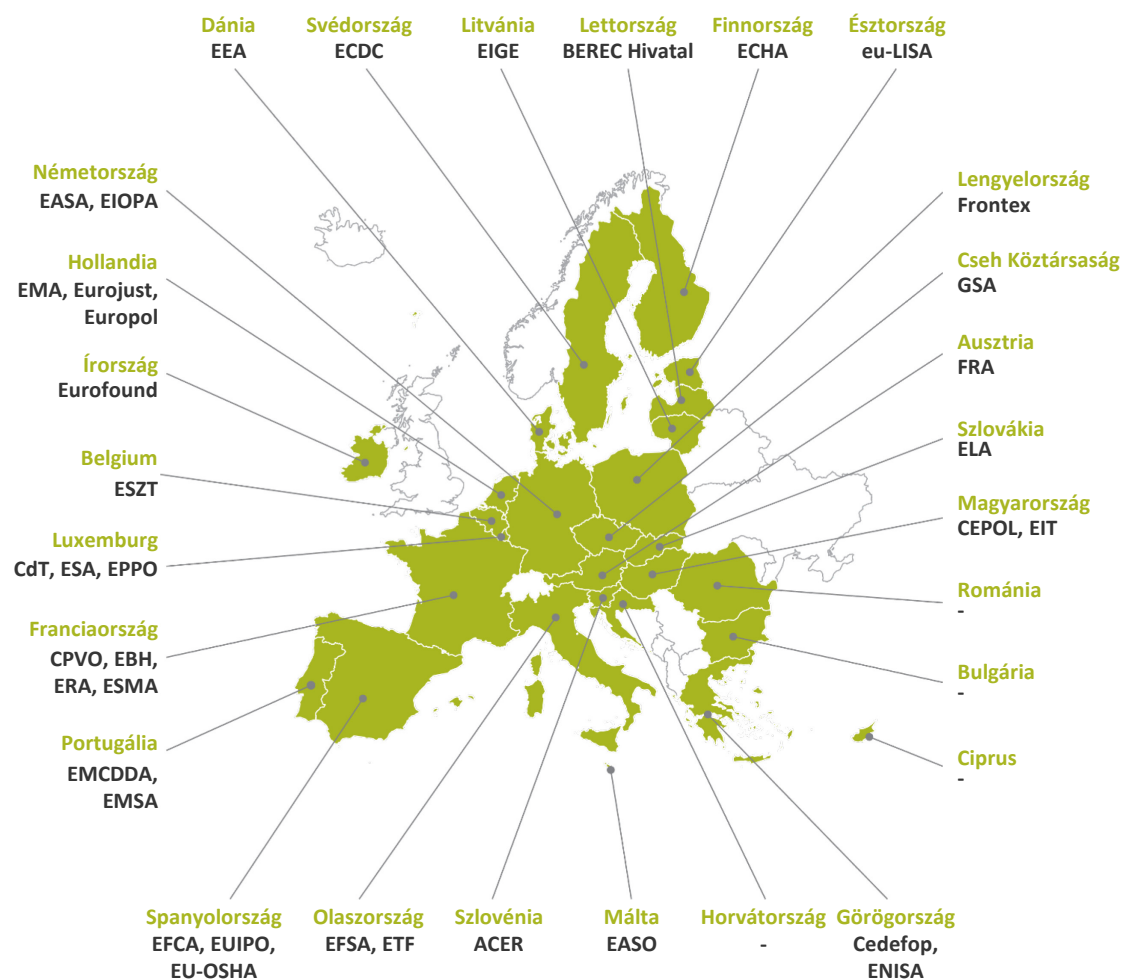 Dánia
EEA
Svédország
ECDC
Litvánia
EIGE
Lettország
BEREC Hivatal
Finnország
ECHA
Észtország
eu-LISA
Németország
EASA, EIOPA
Hollandia
EMA, Eurojust,
Europol
Írország
Eurofound
Belgium
ESZT
Luxemburg
CdT, ESA, EPPO
Franciaország
CPVO, EBH,
ERA, ESMA
Portugália
EMCDDA,
EMSA
Lengyelország
Frontex
Cseh Köztársaság
GSA
Ausztria
FRA
Szlovákia
ELA
Magyarország
CEPOL, EIT
Románia
-
Bulgária
-
Ciprus
-
Spanyolország
EFCA, EUIPO,
EU-OSHA
Olaszország
EFSA, ETF
Szlovénia
ACER
Málta
EASO
Horvátország
-
Görögország
Cedefop,
ENISA